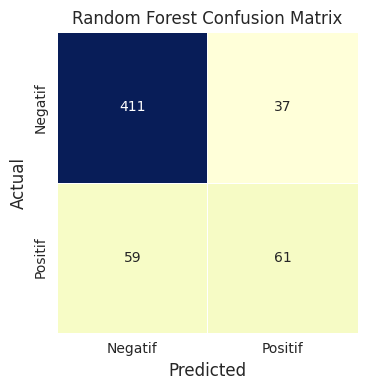 Random Forest Confusion Matrix
Actual
Negatif
411
37
Positif
59
61
Negatif
Positif
Predicted